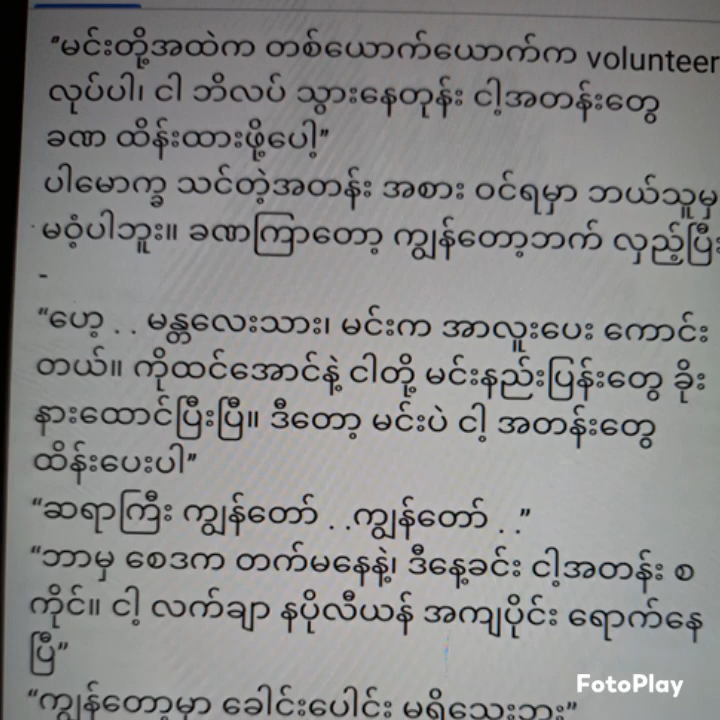 "မင်းတို့အထဲက တစ်ယောက်ယောက်က volunteer
လုပ်ပါ၊ ငါ ဘိလပ် သွားနေတုန်း ငါ့အတန်းတွေ
ခဏ ထိန်းထားဖို့ပေါ့"
ပါမောက္ခ သင်တဲ့အတန်း အစား ဝင်ရမှာ ဘယ်သူမှ
မဝံ့ပါဘူး။ ခဏကြာတော့ ကျွန်တော့ဘက် လှည့်ပြီး
-
“ဟေ့ . . မန္တလေးသား၊ မင်းက အာလူးပေး ကောင်း
တယ်။ ကိုထင်အောင်နဲ့ ငါတို့ မင်းနည်းပြန်းတွေ ခိုး
နားထောင်ပြီးပြီ။ ဒီတော့ မင်းပဲ ငါ့ အတန်းတွေ
ထိန်းပေးပါ”
“ဆရာကြီး ကျွန်တော် . .ကျွန်တော် . .”
“ဘာမှ စေဒက တက်မနေနဲ့၊ ဒီနေ့ခင်း ငါ့အတန်း စ
ကိုင်။ ငါ့ လက်ချာ နပိုလီယန် အကျပိုင်း ရောက်နေ
ပြီ”
“ကျွန်တော့မှာ ခေါင်းပေါင်း မရှိသေးဘူး”
FotoPlay